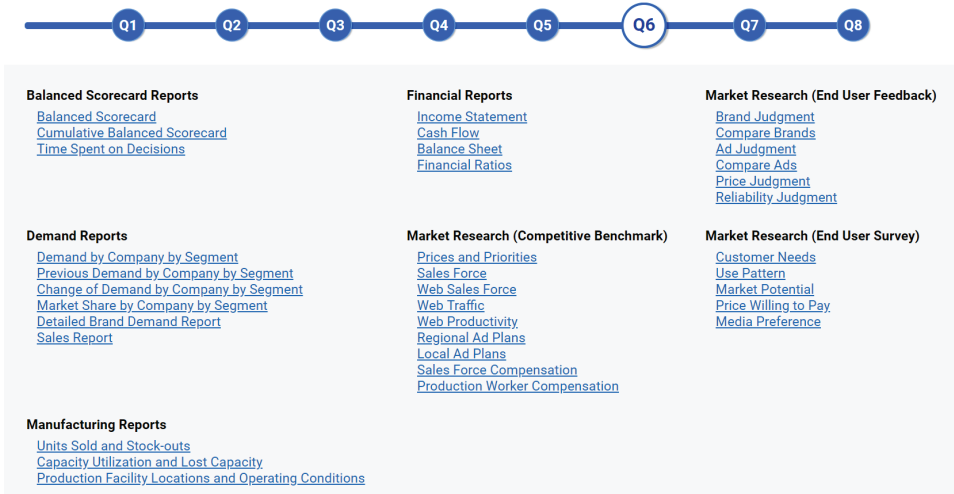 Q1 Q2 Q3 Q4 Q5 Q6 Q7 Q8
Balanced Scorecard Reports
Balanced Scorecard
Cumulative Balanced Scorecard
Time Spent on Decisions
Financial Reports
Income Statement
Cash Flow
Balance Sheet
Financial Ratios
Market Research (End User Feedback)
Brand Judgment
Compare Brands
Ad Judgment
Compare Ads
Price Judgment
Reliability Judgment
Demand Reports
Demand by Company by Segment
Previous Demand by Company by Segment
Change of Demand by Company by Segment
Market Share by Company by Segment
Detailed Brand Demand Report
Sales Report
Market Research (Competitive Benchmark)
Prices and Priorities
Sales Force
Web Sales Force
Web Traffic
Web Productivity
Regional Ad Plans
Local Ad Plans
Sales Force Compensation
Production Worker Compensation
Market Research (End User Survey)
Customer Needs
Use Pattern
Market Potential
Price Willing to Pay
Media Preference
Manufacturing Reports
Units Sold and Stock-outs
Capacity Utilization and Lost Capacity
Production Facility Locations and Operating Conditions